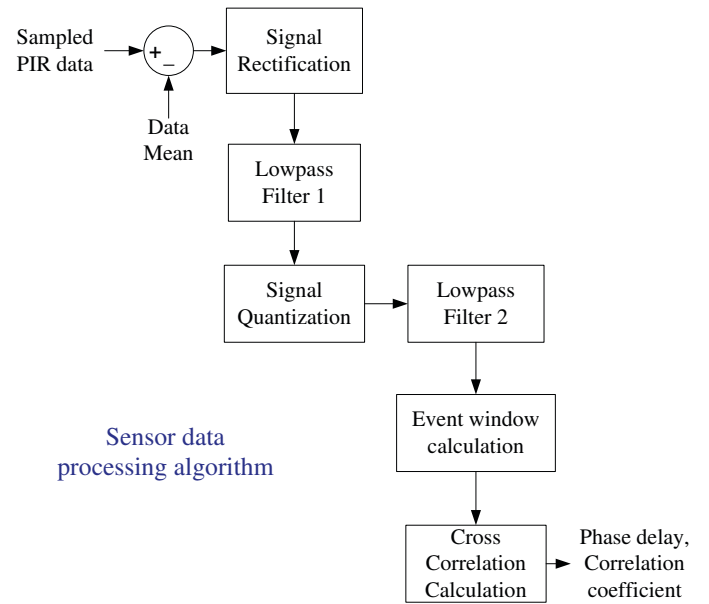 Sampled
PIR data
+
−
Data
Mean
Signal
Rectification
Lowpass
Filter 1
Signal
Quantization
Lowpass
Filter 2
Event window
calculation
Sensor data
processing algorithm
Cross
Correlation
Calculation
Phase delay,
Correlation
coefficient